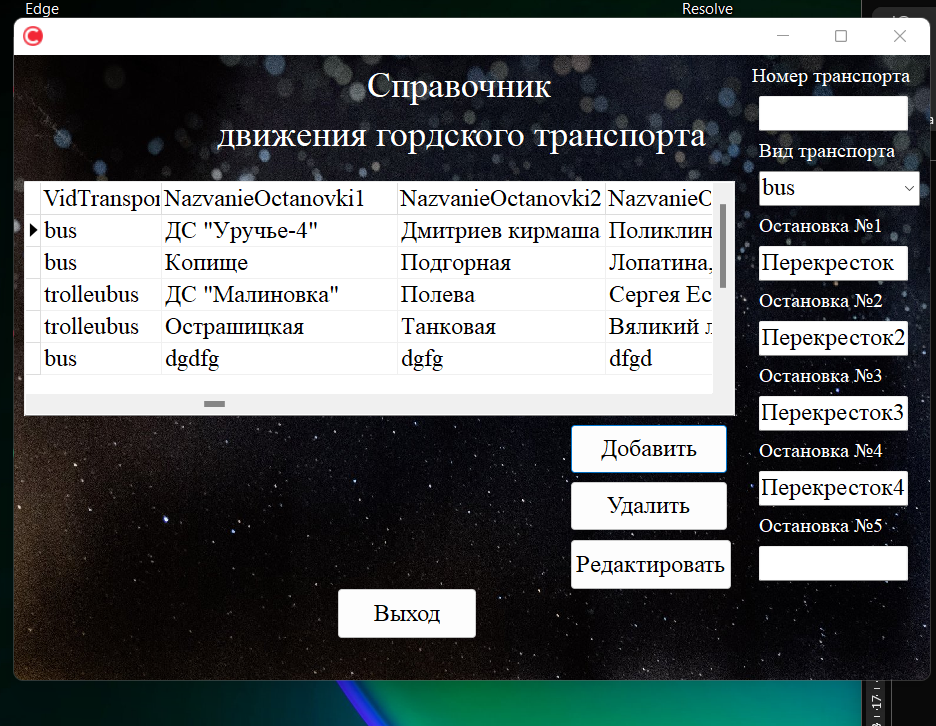 Edge
Resolve
Справочник
движения гордского транспорта
VidTranspor NazvanieOctanovki1 NazvanieOctanovki2 NazvanieO
bus ДС "Уручье-4" Дмитриев кирмаша Поликлин
bus Копище Подгорная Лопатина,
trolleubus ДС "Малиновка" Полева Сергея Ес
trolleubus Острашицкая Танковая Вяликий л
bus dgdfg dgfg dfgd
Добавить
Удалить
Редактировать
Выход
Номер транспорта
Вид транспорта
bus
Остановка №1
Перекресток
Остановка №2
Перекресток2
Остановка №3
Перекресток3
Остановка №4
Перекресток4
Остановка №5